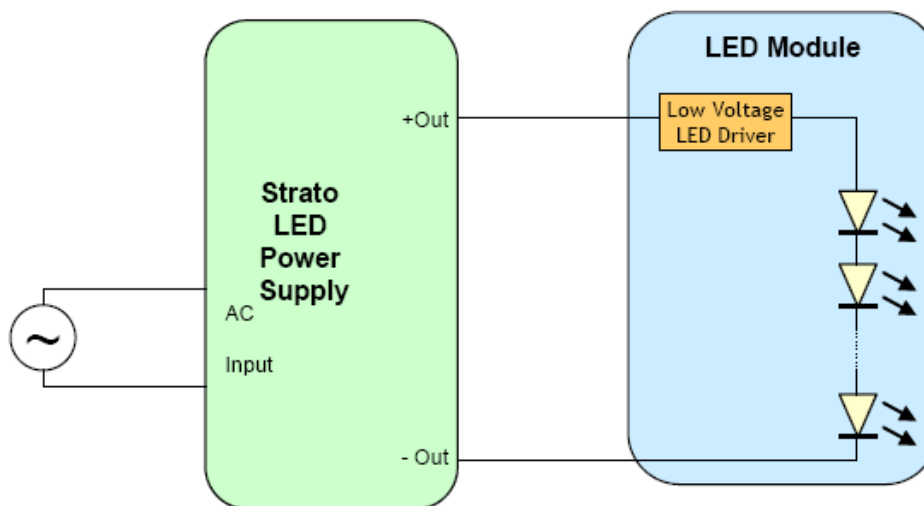 Strato
LED
Power
Supply
AC
Input
+Out
- Out
LED Module
Low Voltage
LED Driver
~